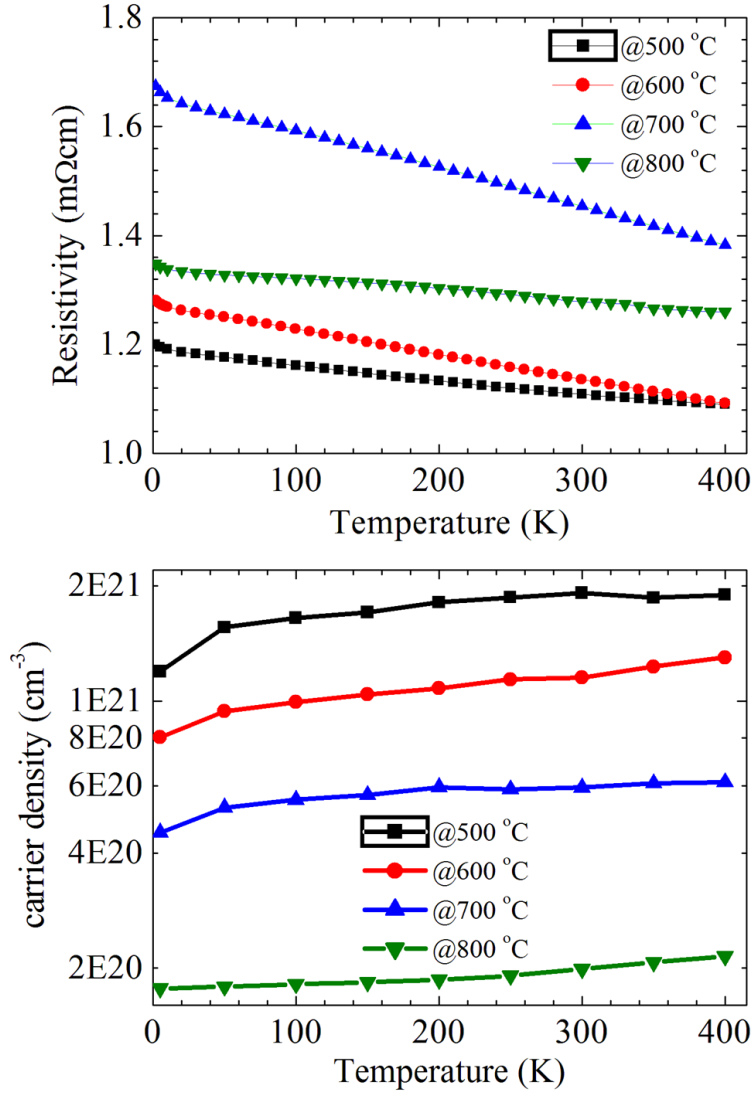 1.8
1.6
1.4
1.2
1.0
Resistivity (mΩcm)
@500 °C
@600 °C
@700 °C
@800 °C
0 100 200 300 400
Temperature (K)
2E21
1E21
8E20
6E20
4E20
2E20
carrier density (cm⁻³)
@500 °C
@600 °C
@700 °C
@800 °C
0 100 200 300 400
Temperature (K)